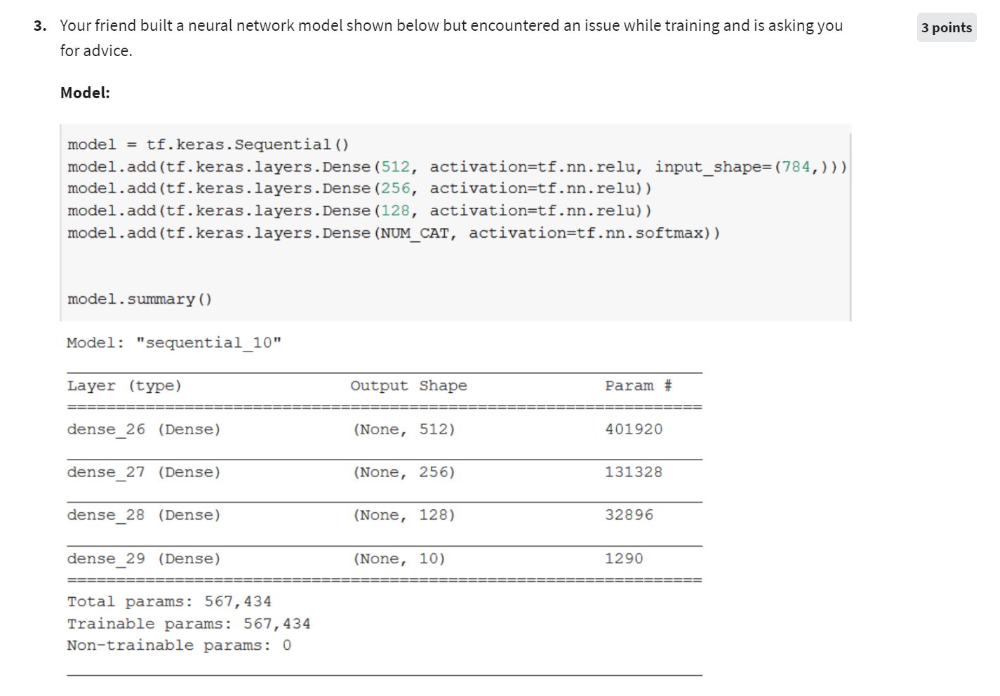 3. Your friend built a neural network model shown below but encountered an issue while training and is asking you
for advice.
3 points
Model:
model = tf.keras.Sequential()
model.add(tf.keras.layers.Dense(512, activation=tf.nn.relu, input_shape=(784,)))
model.add(tf.keras.layers.Dense(256, activation=tf.nn.relu))
model.add(tf.keras.layers.Dense(128, activation=tf.nn.relu))
model.add(tf.keras.layers.Dense(NUM_CAT, activation=tf.nn.softmax))
model.summary()
Model: "sequential_10"
Layer (type) Output Shape Param #
dense_26 (Dense) (None, 512) 401920
dense_27 (Dense) (None, 256) 131328
dense_28 (Dense) (None, 128) 32896
dense_29 (Dense) (None, 10) 1290
Total params: 567,434
Trainable params: 567,434
Non-trainable params: 0